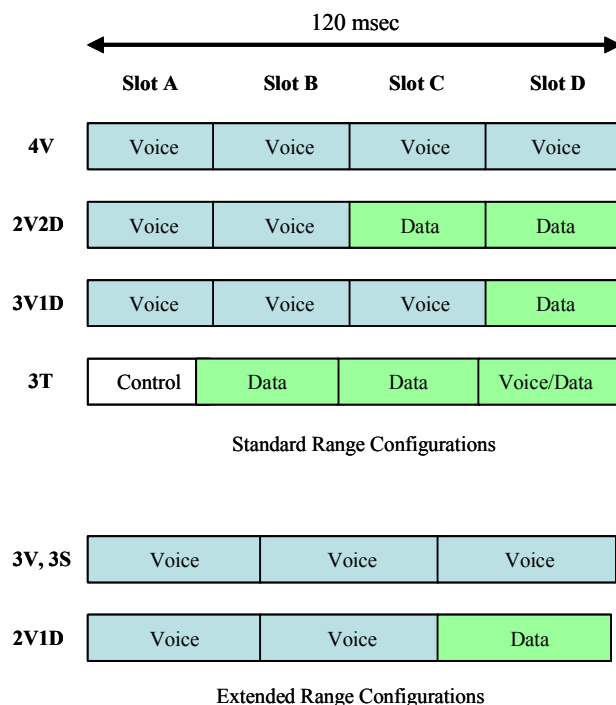 120 msec
Slot A Slot B Slot C Slot D
4V Voice Voice Voice Voice
2V2D Voice Voice Data Data
3V1D Voice Voice Voice Data
3T Control Data Data Voice/Data
Standard Range Configurations
3V, 3S Voice Voice Voice
2V1D Voice Voice Data
Extended Range Configurations